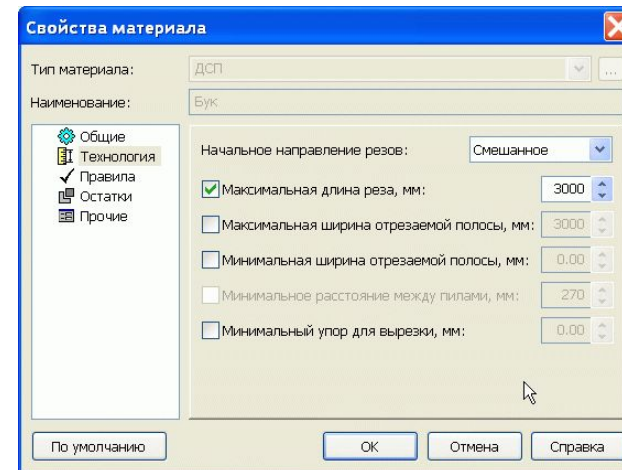 Свойства материала
Тип материала: ДСП ...
Наименование: Бук
Общие
Технология
Правила
Остатки
Прочие
Начальное направление резов: Смешанное
Максимальная длина реза, мм: 3000
Максимальная ширина отрезаемой полосы, мм: 3000
Минимальная ширина отрезаемой полосы, мм: 0.00
Минимальное расстояние между пилами, мм: 270
Минимальный упор для вырезки, мм: 0.00
По умолчанию ОК Отмена Справка